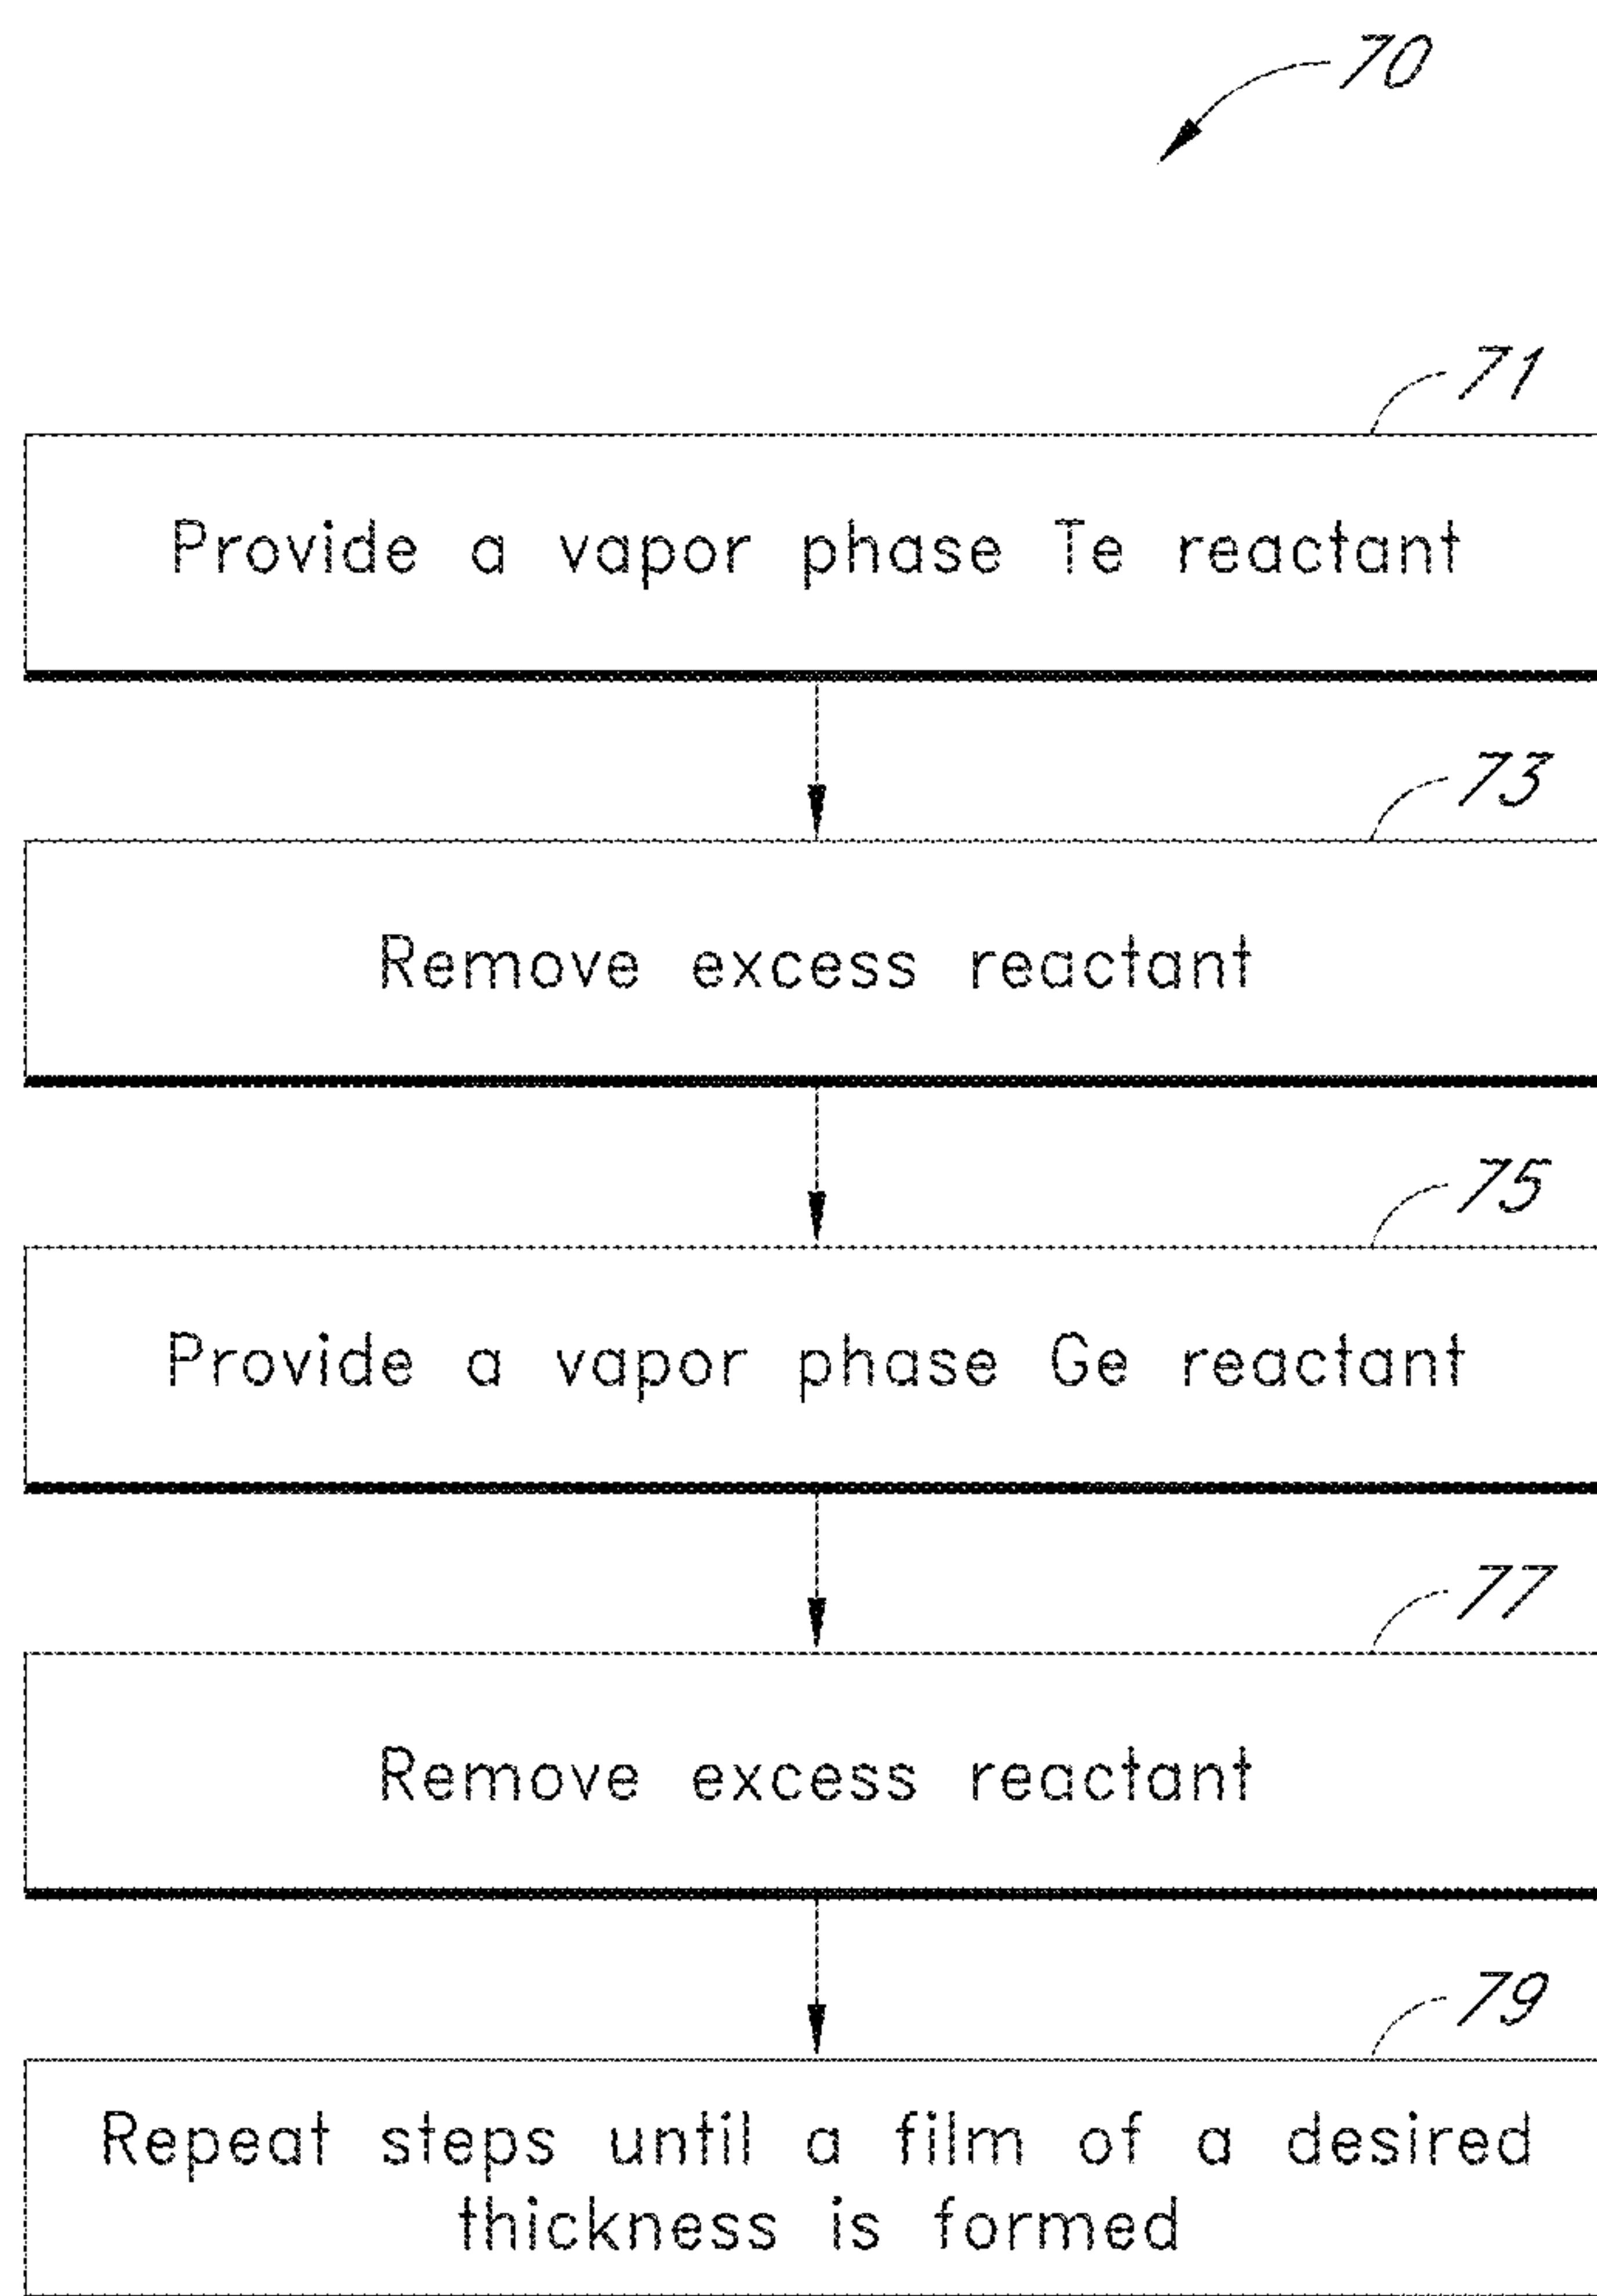 70
71
Provide a vapor phase Te reactant
73
Remove excess reactant
75
Provide a vapor phase Ge reactant
77
Remove excess reactant
79
Repeat steps until a film of a desired
thickness is formed